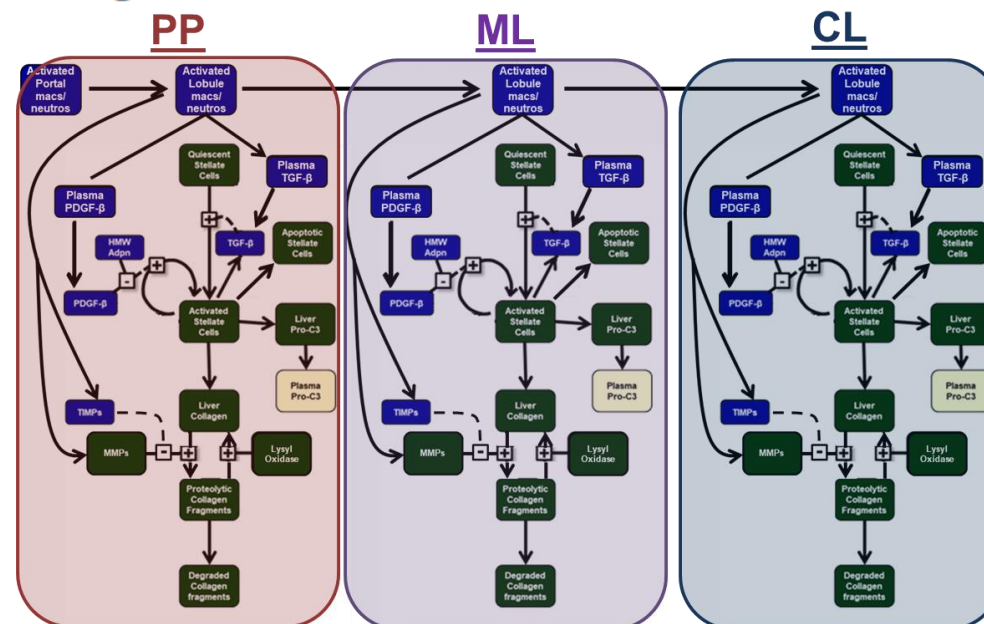 PP
ML
CL
Activated
Portal
macs/
neutros
Activated
Lobule
macs/
neutros
Quiescent
Stellate
Cells
Plasma
TGF-β
Plasma
PDGF-β
+
HMW
Adpn
TGF-β
Apoptotic
Stellate
Cells
+
-
PDGF-β
Activated
Stellate
Cells
Liver
Pro-C3
Plasma
Pro-C3
TIMPs
Liver
Collagen
MMPs
-
+
+
Lysyl
Oxidase
Proteolytic
Collagen
Fragments
Degraded
Collagen
fragments
Activated
Lobule
macs/
neutros
Quiescent
Stellate
Cells
Plasma
TGF-β
Plasma
PDGF-β
+
HMW
Adpn
TGF-β
Apoptotic
Stellate
Cells
+
-
PDGF-β
Activated
Stellate
Cells
Liver
Pro-C3
Plasma
Pro-C3
TIMPs
Liver
Collagen
MMPs
-
+
+
Lysyl
Oxidase
Proteolytic
Collagen
Fragments
Degraded
Collagen
fragments
Activated
Lobule
macs/
neutros
Quiescent
Stellate
Cells
Plasma
TGF-β
Plasma
PDGF-β
+
HMW
Adpn
TGF-β
Apoptotic
Stellate
Cells
+
-
PDGF-β
Activated
Stellate
Cells
Liver
Pro-C3
Plasma
Pro-C3
TIMPs
Liver
Collagen
MMPs
-
+
+
Lysyl
Oxidase
Proteolytic
Collagen
Fragments
Degraded
Collagen
fragments